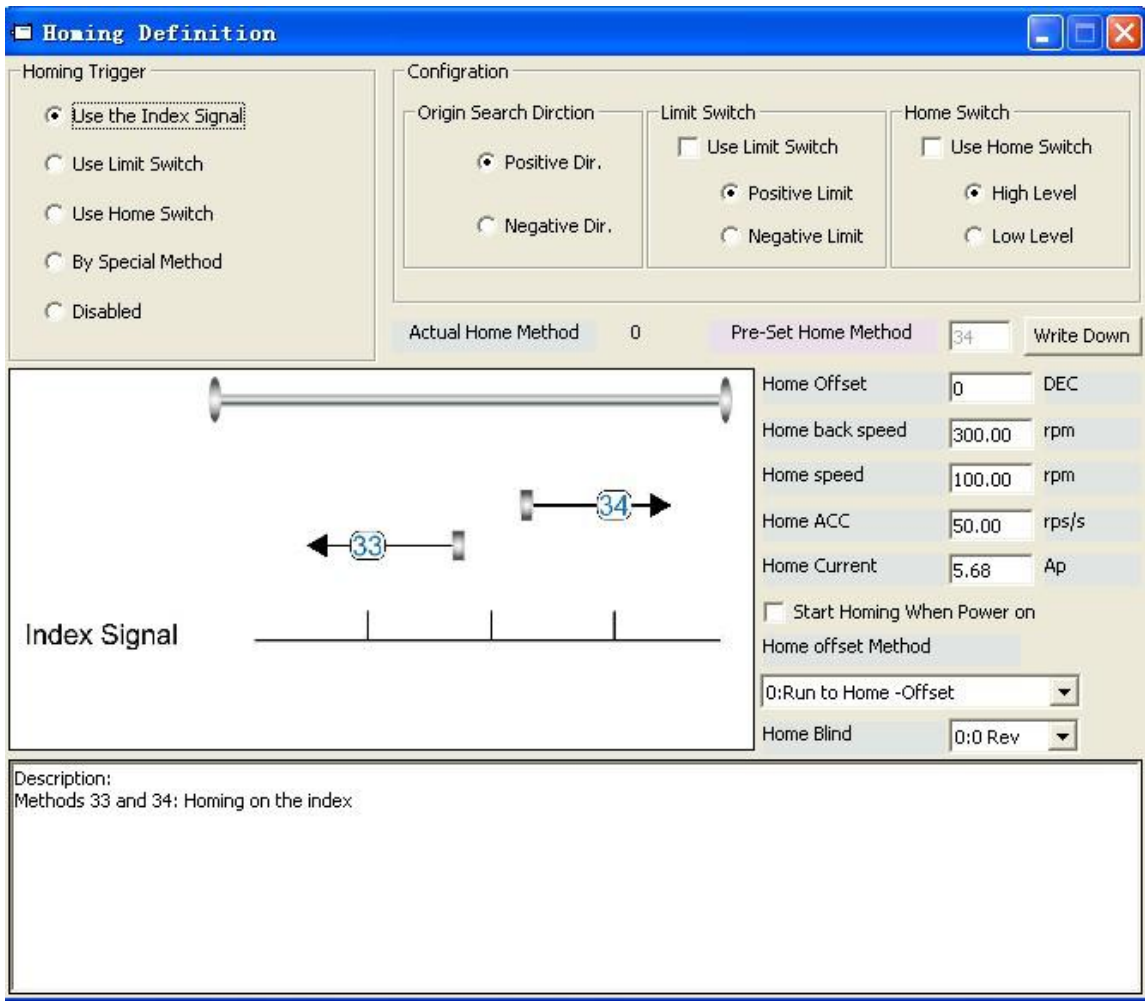 Homing Definition
Homing Trigger
Use the Index Signal
Use Limit Switch
Use Home Switch
By Special Method
Disabled
Configration
Origin Search Dirction
Positive Dir.
Negative Dir.
Limit Switch
Use Limit Switch
Positive Limit
Negative Limit
Home Switch
Use Home Switch
High Level
Low Level
Actual Home Method 0 Pre-Set Home Method 34 Write Down
34
33
Index Signal
Home Offset 0 DEC
Home back speed 300.00 rpm
Home speed 100.00 rpm
Home ACC 50.00 rps/s
Home Current 5.68 Ap
Start Homing When Power on
Home offset Method
0:Run to Home -Offset
Home Blind 0:0 Rev
Description:
Methods 33 and 34: Homing on the index